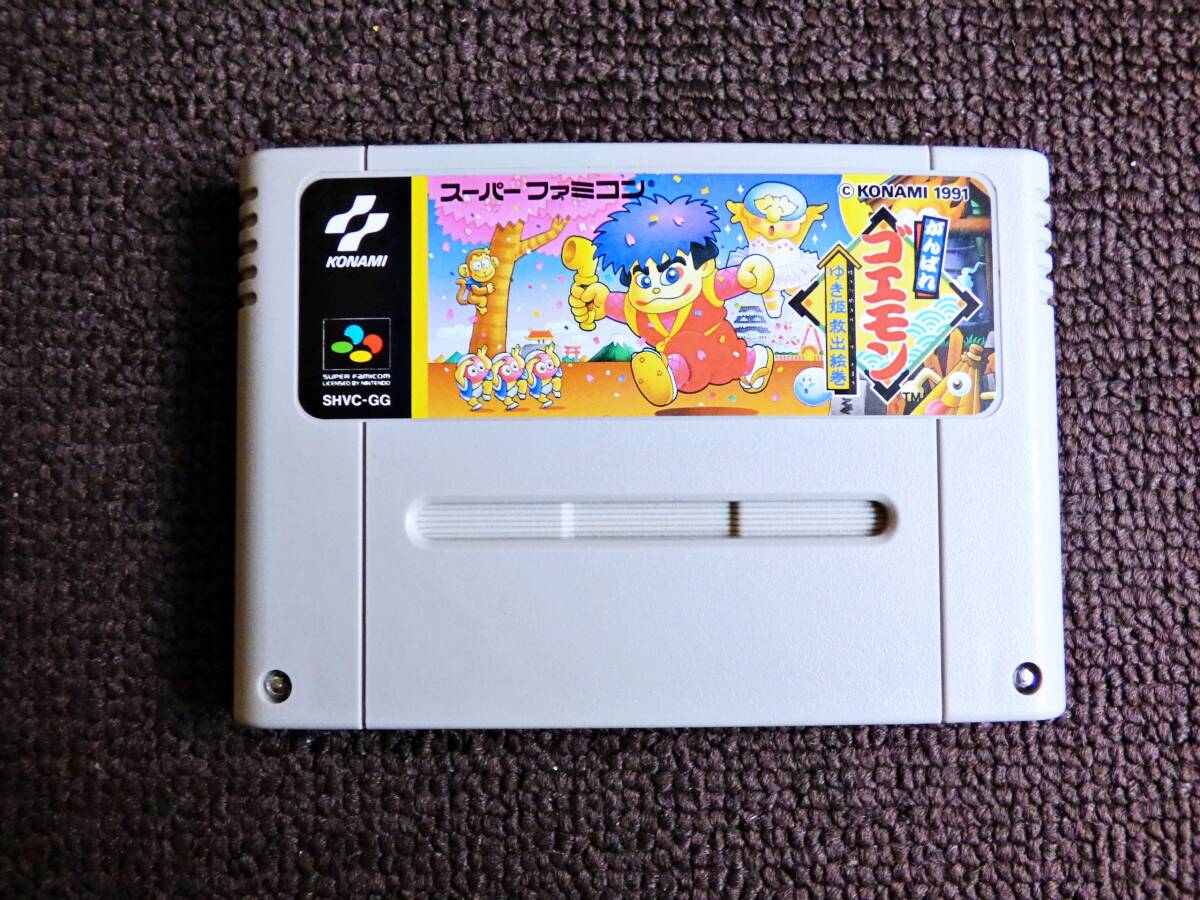 KONAMI
SUPER FAMICOM
LICENSED BY NINTENDO
SHVC-GG
スーパーファミコン®
© KONAMI 1991
がんばれ
ゴエモン
ゆき姫救出絵巻
TM